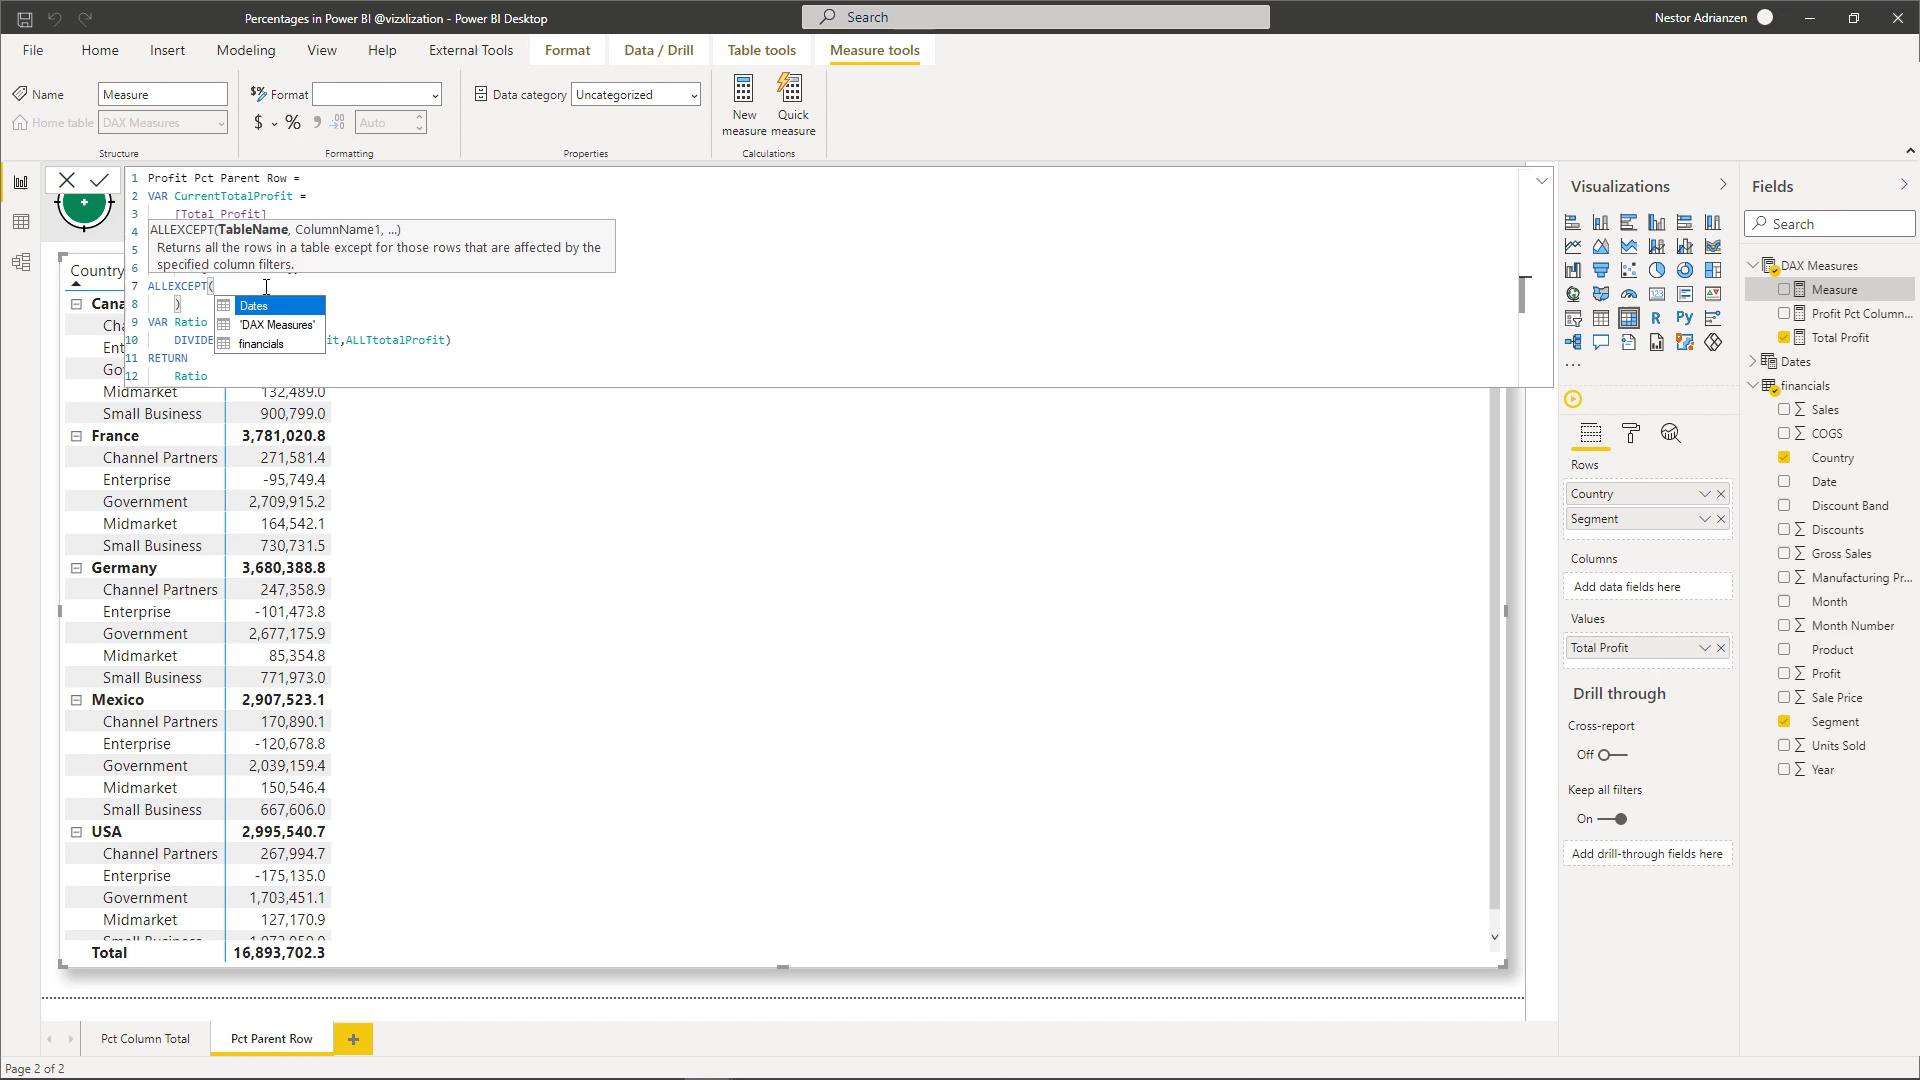 Percentages in Power BI @vizxlization - Power BI Desktop
Search
Nestor Adrianzen
File
Home
Insert
Modeling
View
Help
External Tools
Format
Data / Drill
Table tools
Measure tools
Name
Measure
Home table
DAX Measures
Structure
Format
$
%
Auto
Formatting
Data category
Uncategorized
Properties
New measure
Quick measure
Calculations
1 Profit Pct Parent Row =
2 VAR CurrentTotalProfit =
3 [Total Profit]
4
5
6
7 ALLEXCEPT(
8 )
9 VAR Ratio
10 DIVIDE it,ALLTtotalProfit)
11 RETURN
12 Ratio
ALLEXCEPT(TableName, ColumnName1, ...)
Returns all the rows in a table except for those rows that are affected by the
specified column filters.
Dates
'DAX Measures'
financials
Country
Cana
Cha
Ent
Go
Midmarket 132,489.0
Small Business 900,799.0
France 3,781,020.8
Channel Partners 271,581.4
Enterprise -95,749.4
Government 2,709,915.2
Midmarket 164,542.1
Small Business 730,731.5
Germany 3,680,388.8
Channel Partners 247,358.9
Enterprise -101,473.8
Government 2,677,175.9
Midmarket 85,354.8
Small Business 771,973.0
Mexico 2,907,523.1
Channel Partners 170,890.1
Enterprise -120,678.8
Government 2,039,159.4
Midmarket 150,546.4
Small Business 667,606.0
USA 2,995,540.7
Channel Partners 267,994.7
Enterprise -175,135.0
Government 1,703,451.1
Midmarket 127,170.9
Small Business
Total 16,893,702.3
Visualizations
R
Py
123
...
Rows
Country
Segment
Columns
Add data fields here
Values
Total Profit
Drill through
Cross-report
Off
Keep all filters
On
Add drill-through fields here
Fields
Search
DAX Measures
Measure
Profit Pct Column...
Total Profit
Dates
financials
Sales
COGS
Country
Date
Discount Band
Discounts
Gross Sales
Manufacturing Pr...
Month
Month Number
Product
Profit
Sale Price
Segment
Units Sold
Year
Pct Column Total
Pct Parent Row
Page 2 of 2